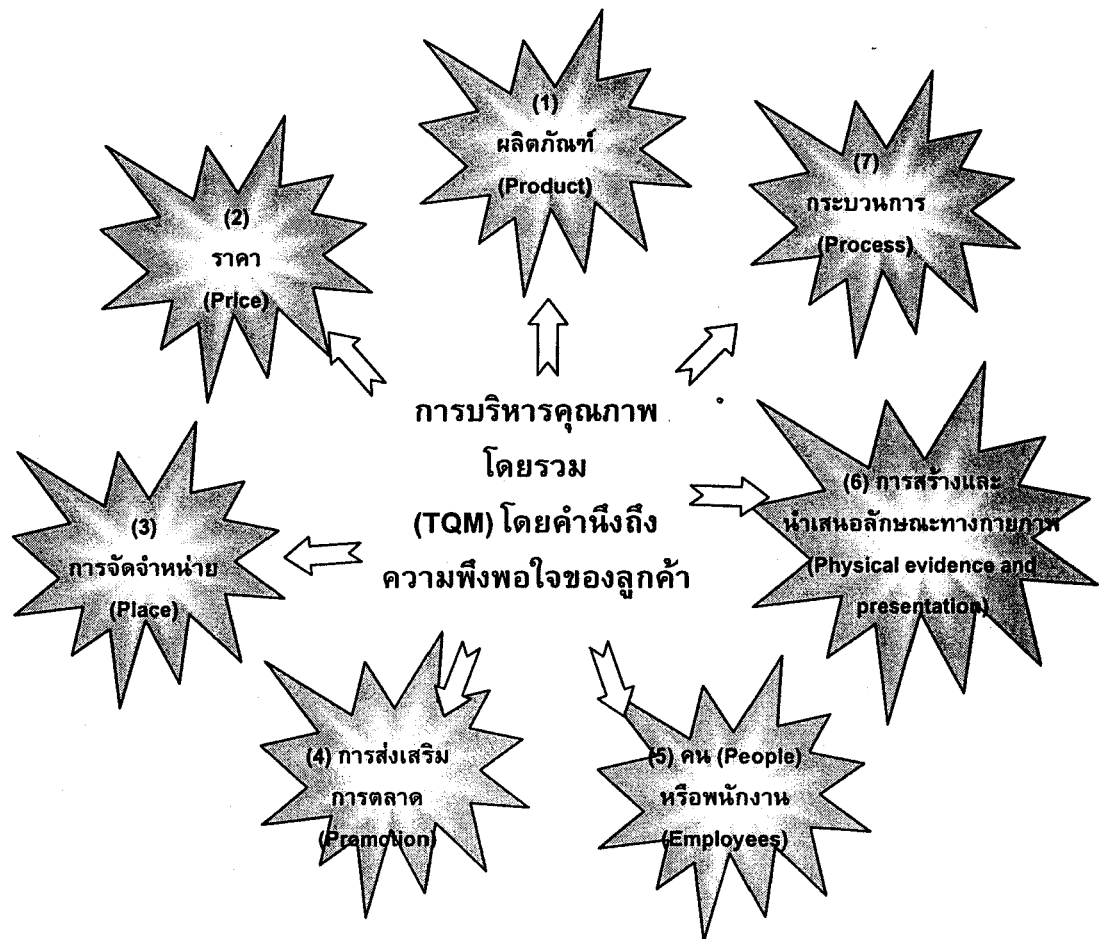 (1)
ผลิตภัณฑ์
(Product)
(2)
ราคา
(Price)
(3)
การจัดจำหน่าย
(Place)
(4) การส่งเสริม
การตลาด
(Promotion)
(5) คน (People)
หรือพนักงาน
(Employees)
(6) การสร้างและ
นำเสนอลักษณะทางกายภาพ
(Physical evidence and
presentation)
(7)
กระบวนการ
(Process)
การบริหารคุณภาพ
โดยรวม
(TQM) โดยคำนึงถึง
ความพึงพอใจของลูกค้า